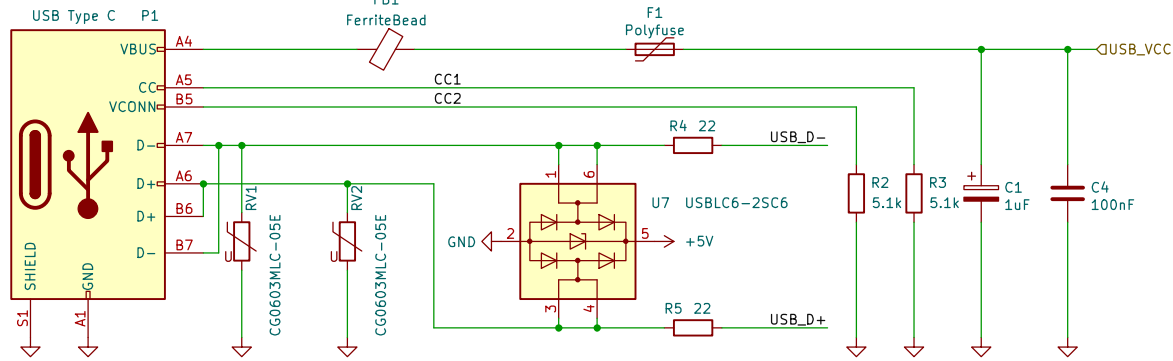 USB Type C P1
FB1
FerriteBead
F1
Polyfuse
VBUS A4
USB_VCC
CC A5
CC1
VCONN B5
CC2
D- A7
R4 22
USB_D-
D+ A6
D+ B6
D- B7
SHIELD
GND
S1
A1
RV1
CG0603MLC-05E
RV2
CG0603MLC-05E
1
6
U7 USBLC6-2SC6
GND
2
5
+5V
3
4
R5 22
USB_D+
R2
5.1k
R3
5.1k
+
C1
1uF
C4
100nF
U
U